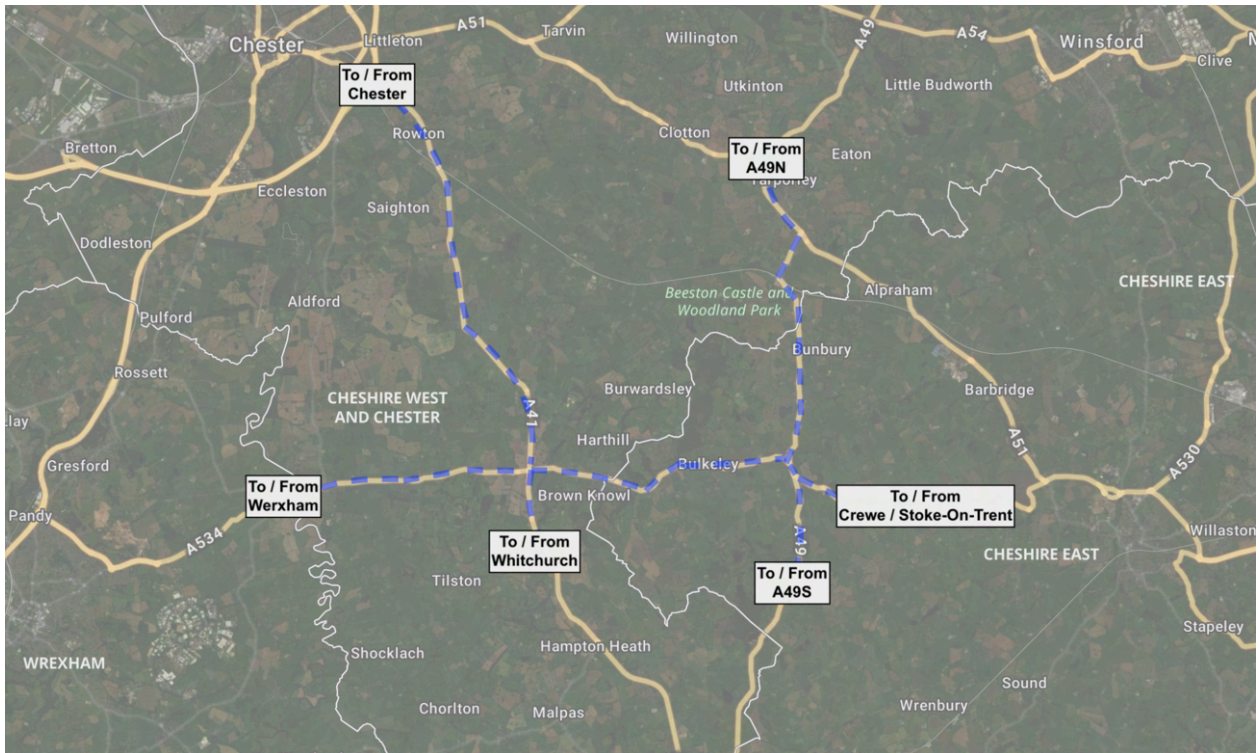 Chester
Littleton
A51
Tarvin
Willington
A49
A54
Winsford
Clive
To / From
Chester
Utkinton
Little Budworth
Bretton
Rowton
Clotton
To / From
A49N
Eaton
Tarporley
Eccleston
Saighton
Dodleston
Aldford
Beeston Castle and
Woodland Park
Alpraham
CHESHIRE EAST
Pulford
Rossett
Bunbury
CHESHIRE WEST
AND CHESTER
Burwardsley
Barbridge
A41
Harthill
A51
A530
Gresford
Bulkeley
To / From
Werxham
Brown Knowl
To / From
Crewe / Stoke-On-Trent
Pandy
A534
To / From
Whitchurch
A49
CHESHIRE EAST
Willaston
Tilston
To / From
A49S
Stapeley
WREXHAM
Shocklach
Hampton Heath
Sound
Chorlton
Malpas
Wrenbury